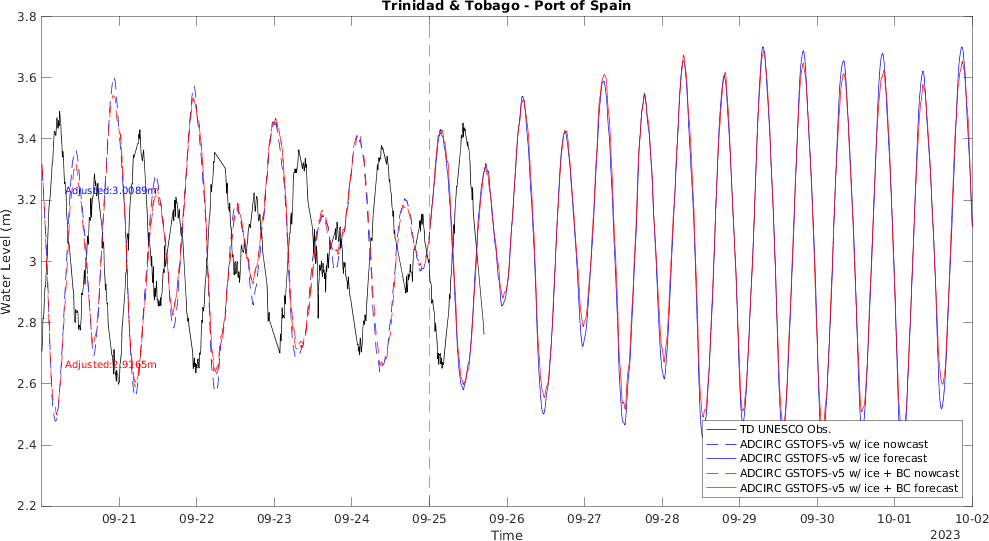 Trinidad & Tobago - Port of Spain
3.8
3.6
3.4
3.2
3
2.8
2.6
2.4
2.2
Water Level (m)
Adjusted:3.0089m
Adjusted:2.9165m
TD UNESCO Obs.
ADCIRC GSTOFS-v5 w/ ice nowcast
ADCIRC GSTOFS-v5 w/ ice forecast
ADCIRC GSTOFS-v5 w/ ice + BC nowcast
ADCIRC GSTOFS-v5 w/ ice + BC forecast
09-21 09-22 09-23 09-24 09-25 09-26 09-27 09-28 09-29 09-30 10-01 10-02
Time
2023